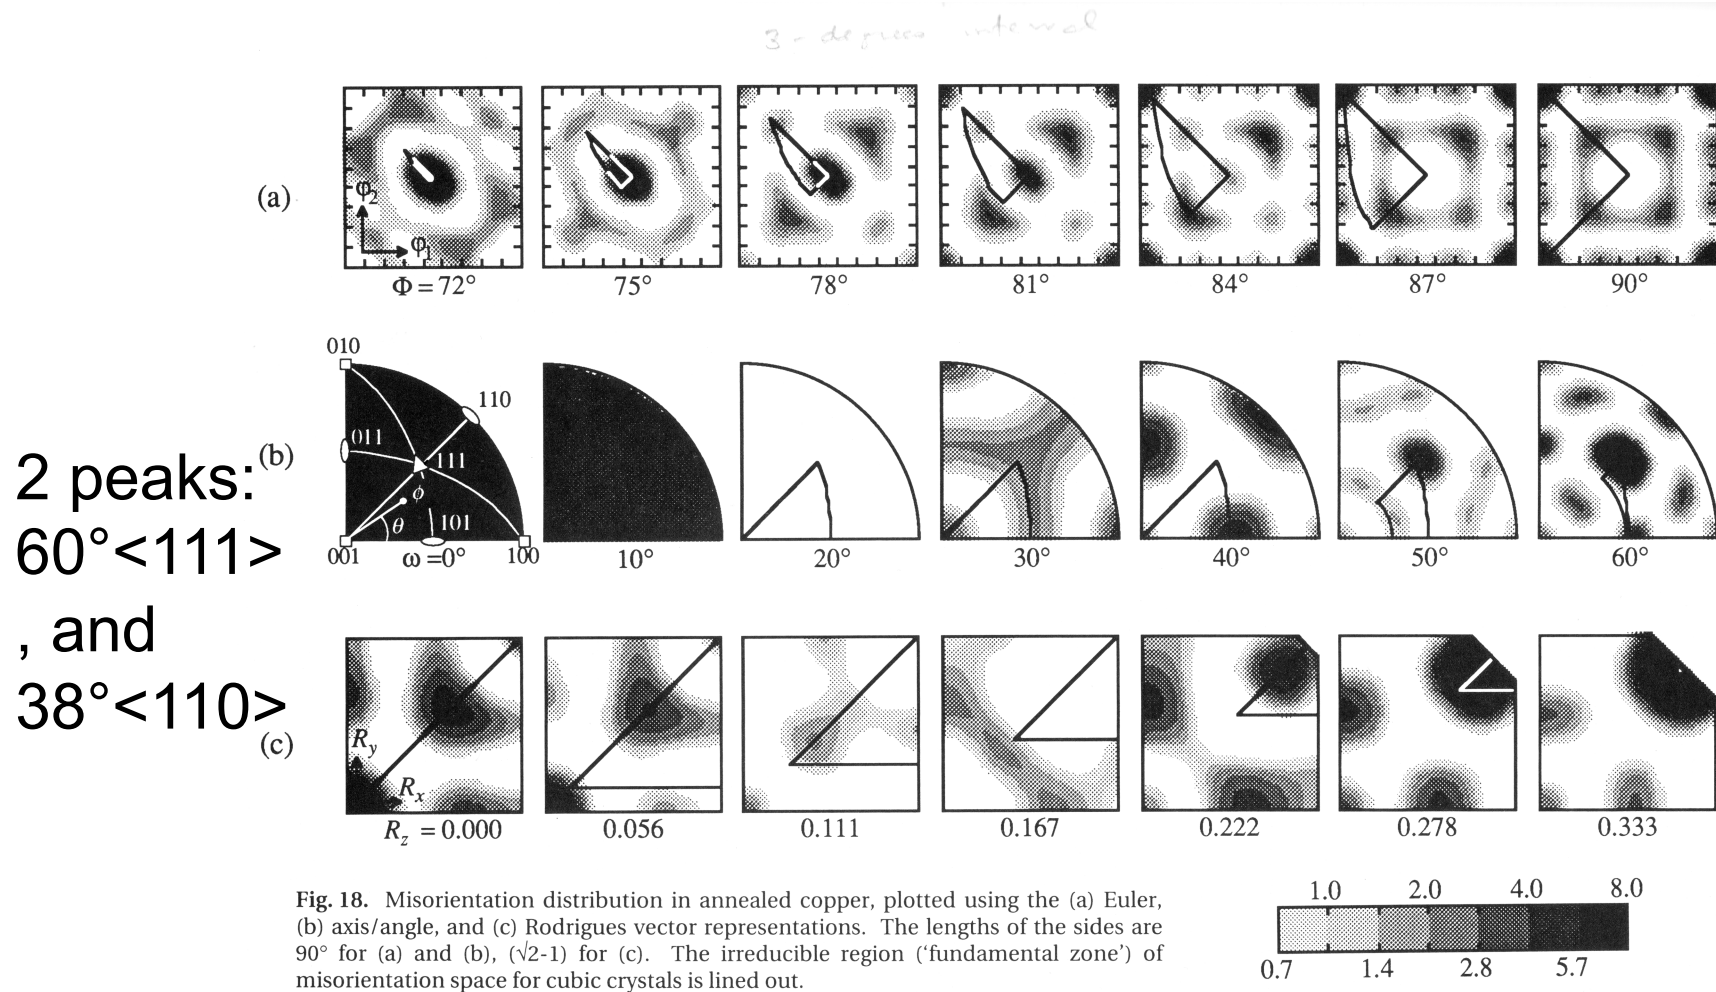 3 - degrees interval
(a)
φ2
φ1
Φ = 72° 75° 78° 81° 84° 87° 90°
010
110
011
111
(b)
ϕ
θ
101
001 ω =0° 100 10° 20° 30° 40° 50° 60°
2 peaks:
60°<111>
, and
38°<110>
(c)
Ry
Rx
Rz = 0.000 0.056 0.111 0.167 0.222 0.278 0.333
Fig. 18. Misorientation distribution in annealed copper, plotted using the (a) Euler,
(b) axis/angle, and (c) Rodrigues vector representations. The lengths of the sides are
90° for (a) and (b), (√2-1) for (c). The irreducible region ('fundamental zone') of
misorientation space for cubic crystals is lined out.
1.0 2.0 4.0 8.0
0.7 1.4 2.8 5.7